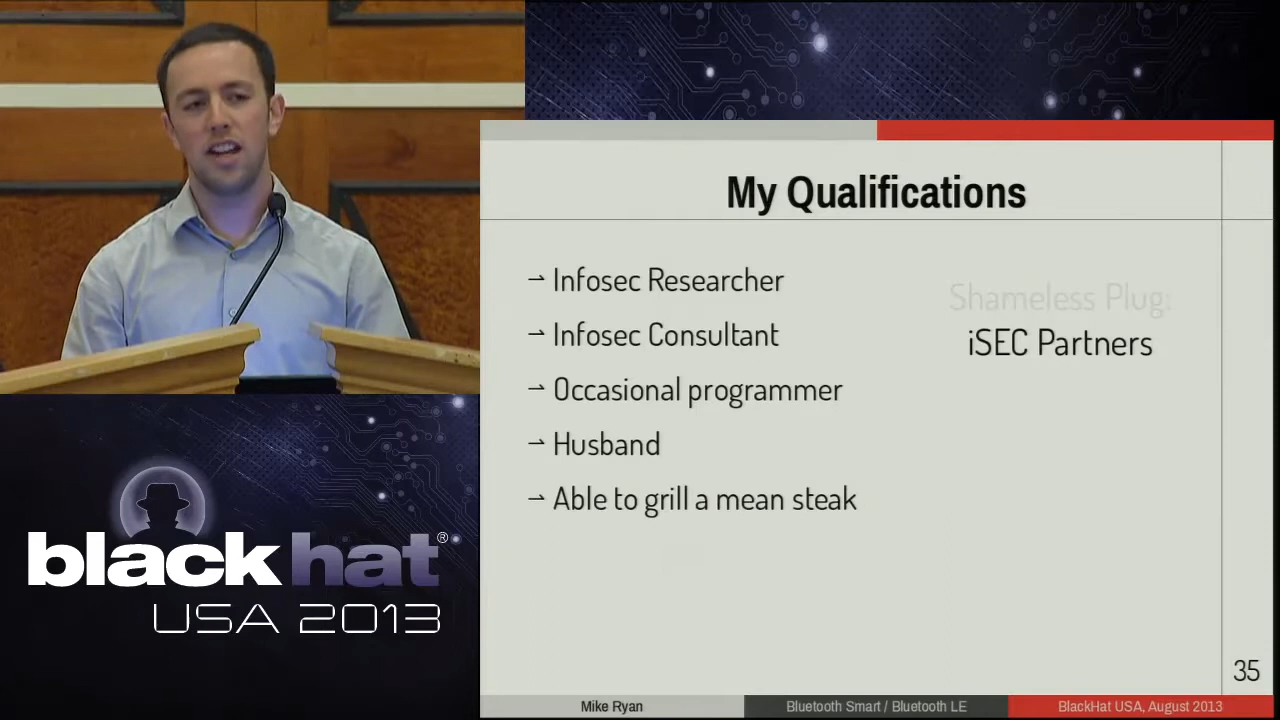 My Qualifications
→ Infosec Researcher
→ Infosec Consultant
→ Occasional programmer
→ Husband
→ Able to grill a mean steak
Shameless Plug:
iSEC Partners
35
Mike Ryan
Bluetooth Smart / Bluetooth LE
BlackHat USA, August 2013
black hat®
USA 2013